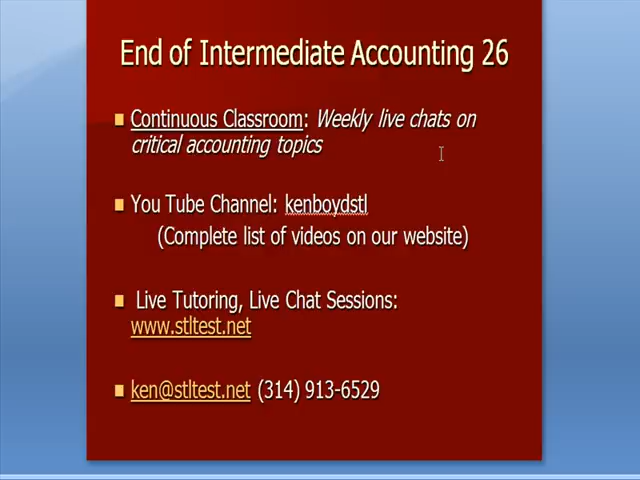 End of Intermediate Accounting 26
Continuous Classroom: Weekly live chats on
critical accounting topics
You Tube Channel: kenboydstl
(Complete list of videos on our website)
Live Tutoring, Live Chat Sessions:
www.stltest.net
ken@stltest.net (314) 913-6529